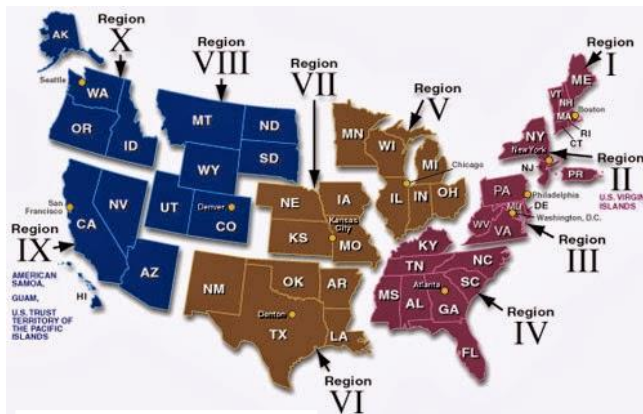 Region
X
AK
Seattle
WA
OR
ID
Region
VIII
MT
ND
SD
WY
UT
Denver
CO
Region
IX
San
Francisco
CA
NV
AZ
HI
AMERICAN
SAMOA,
GUAM,
U.S. TRUST
TERRITORY OF
THE PACIFIC
ISLANDS
Region
VII
NE
IA
KS
Kansas
City
MO
Region
V
MN
WI
MI
Chicago
IL
IN
OH
Region
VI
NM
OK
AR
Denton
TX
LA
Region
I
ME
VT
NH
Boston
MA
RI
CT
Region
II
NY
New York
NJ
PR
U.S. VIRGIN
ISLANDS
Region
III
PA
Philadelphia
DE
Washington, D.C.
WV
VA
Region
IV
KY
TN
NC
SC
MS
AL
Atlanta
GA
FL